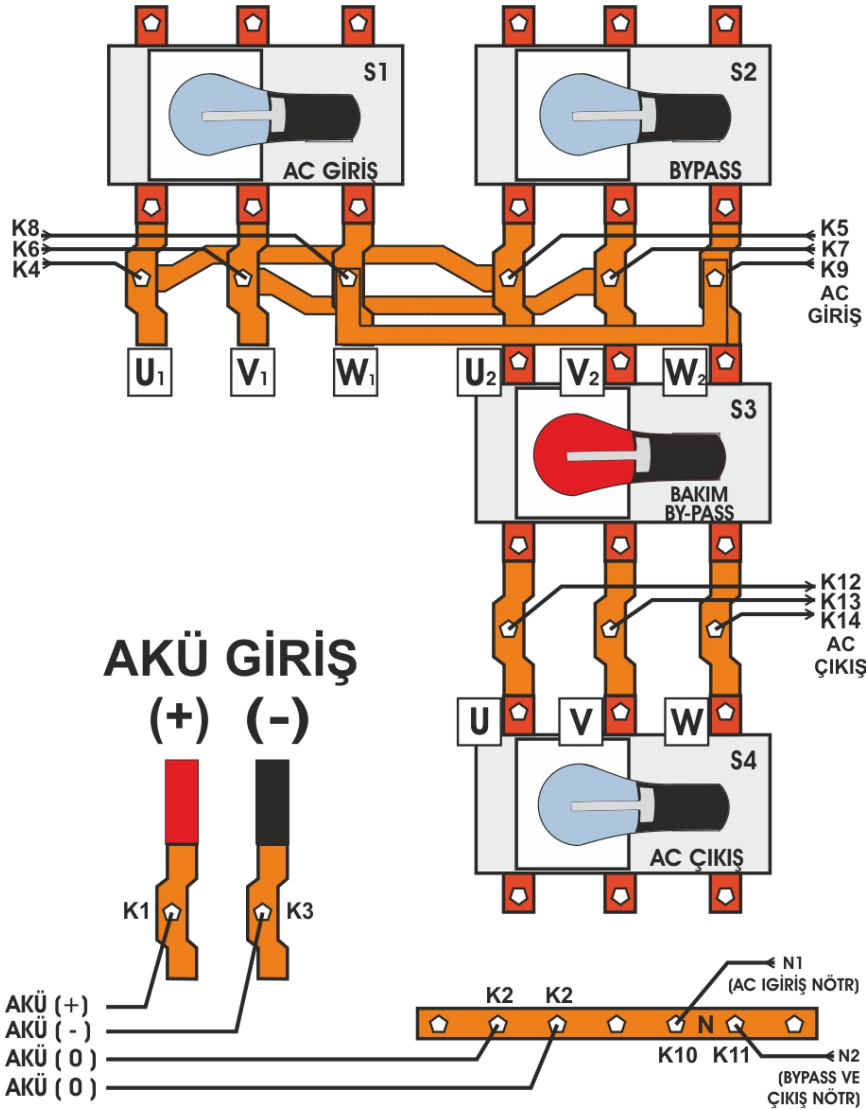 S1
AC GİRİŞ
S2
BYPASS
K8
K6
K4
K5
K7
K9
AC
GİRİŞ
U1
V1
W1
U2
V2
W2
S3
BAKIM
BY-PASS
K12
K13
K14
AC
ÇIKIŞ
U
V
W
S4
AC ÇIKIŞ
AKÜ GİRİŞ
(+) (-)
K1
K3
AKÜ (+)
AKÜ (-)
AKÜ ( 0 )
AKÜ ( 0 )
K2
K2
N
K10
K11
N1
(AC IGİRİŞ NÖTR)
N2
(BYPASS VE
ÇIKIŞ NÖTR)